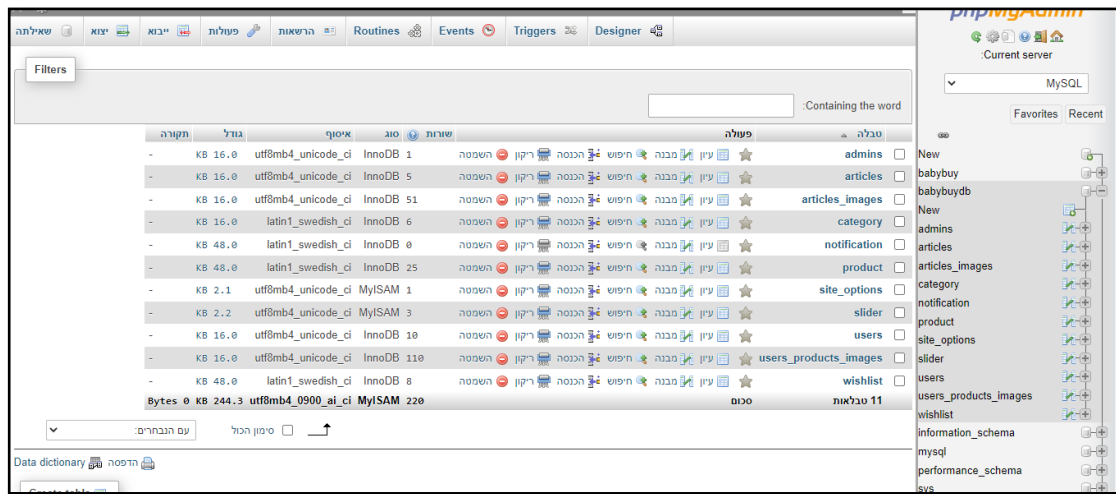 phpMyAdmin
Current server:
MySQL
Recent Favorites
New
babybuy
babybuydb
New
admins
articles
articles_images
category
notification
product
site_options
slider
users
users_products_images
wishlist
information_schema
mysql
performance_schema
sys
Designer Triggers Events Routines הרשאות פעולות ייבוא יצוא שאילתה
Filters
Containing the word:
טבלה פעולה שורות סוג איסוף גודל תקורה
admins עיון מבנה חיפוש הכנסה ריקון השמטה 1 InnoDB utf8mb4_unicode_ci 16.0 KB -
articles עיון מבנה חיפוש הכנסה ריקון השמטה 5 InnoDB utf8mb4_unicode_ci 16.0 KB -
articles_images עיון מבנה חיפוש הכנסה ריקון השמטה 51 InnoDB utf8mb4_unicode_ci 16.0 KB -
category עיון מבנה חיפוש הכנסה ריקון השמטה 6 InnoDB latin1_swedish_ci 16.0 KB -
notification עיון מבנה חיפוש הכנסה ריקון השמטה 0 InnoDB latin1_swedish_ci 48.0 KB -
product עיון מבנה חיפוש הכנסה ריקון השמטה 25 InnoDB latin1_swedish_ci 48.0 KB -
site_options עיון מבנה חיפוש הכנסה ריקון השמטה 1 MyISAM utf8mb4_unicode_ci 2.1 KB -
slider עיון מבנה חיפוש הכנסה ריקון השמטה 3 MyISAM utf8mb4_unicode_ci 2.2 KB -
users עיון מבנה חיפוש הכנסה ריקון השמטה 10 InnoDB utf8mb4_unicode_ci 16.0 KB -
users_products_images עיון מבנה חיפוש הכנסה ריקון השמטה 110 InnoDB utf8mb4_unicode_ci 16.0 KB -
wishlist עיון מבנה חיפוש הכנסה ריקון השמטה 8 InnoDB latin1_swedish_ci 48.0 KB -
11 טבלאות סכום 220 MyISAM utf8mb4_0900_ai_ci 244.3 KB 0 Bytes
סימון הכול עם הנבחרים:
הדפסה Data dictionary
Create table